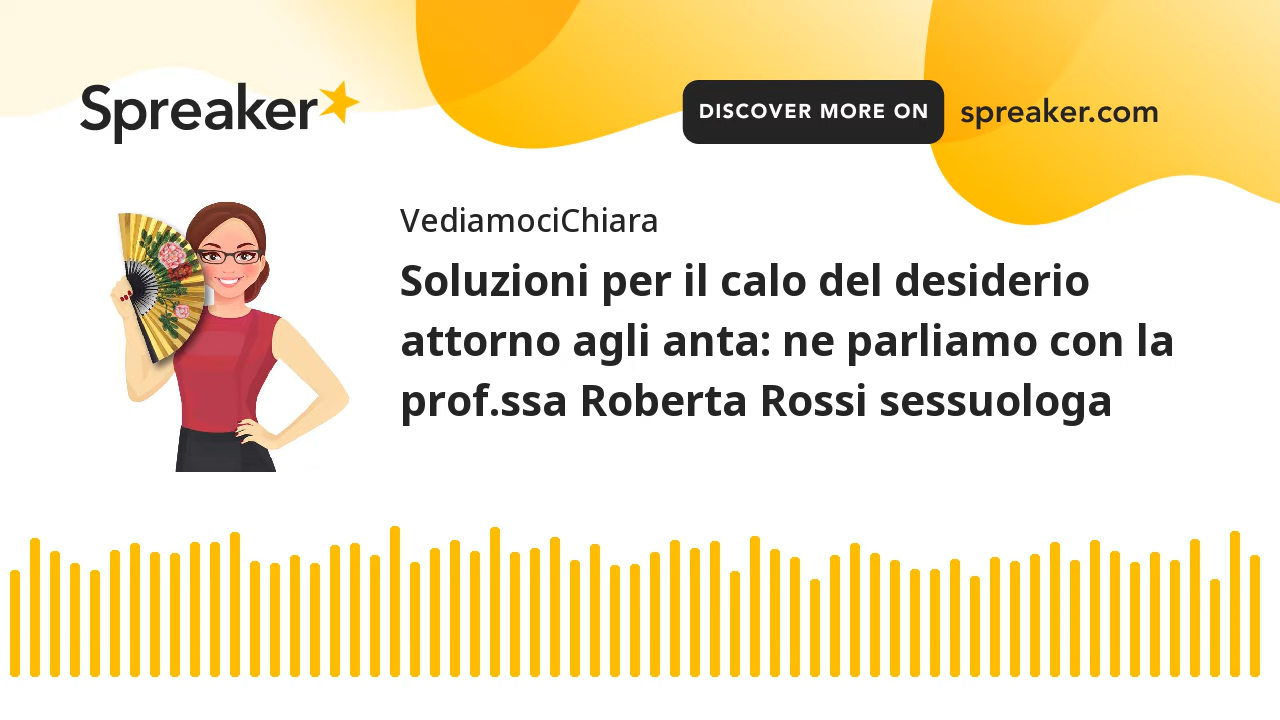 Spreaker
DISCOVER MORE ON spreaker.com
VediamociChiara
Soluzioni per il calo del desiderio
attorno agli anta: ne parliamo con la
prof.ssa Roberta Rossi sessuologa